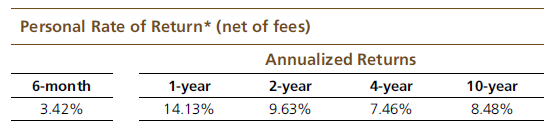 Personal Rate of Return* (net of fees)
Annualized Returns
6-month 1-year 2-year 4-year 10-year
3.42% 14.13% 9.63% 7.46% 8.48%